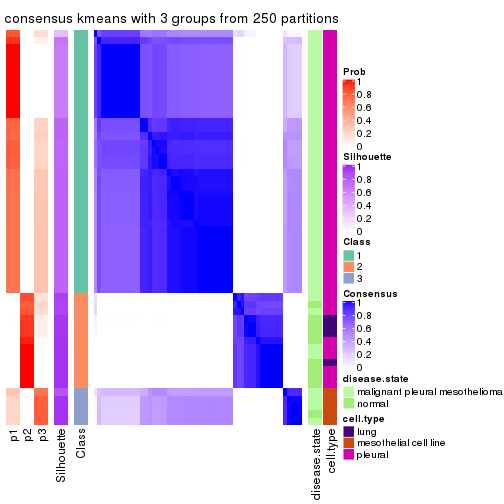 consensus kmeans with 3 groups from 250 partitions
Prob
1
0.8
0.6
0.4
0.2
0
Silhouette
1
0.8
0.6
0.4
0.2
0
Class
1
2
3
Consensus
1
0.8
0.6
0.4
0.2
0
disease.state
malignant pleural mesothelioma
normal
cell.type
lung
mesothelial cell line
pleural
p1
p2
p3
Silhouette
Class
disease.state
cell.type